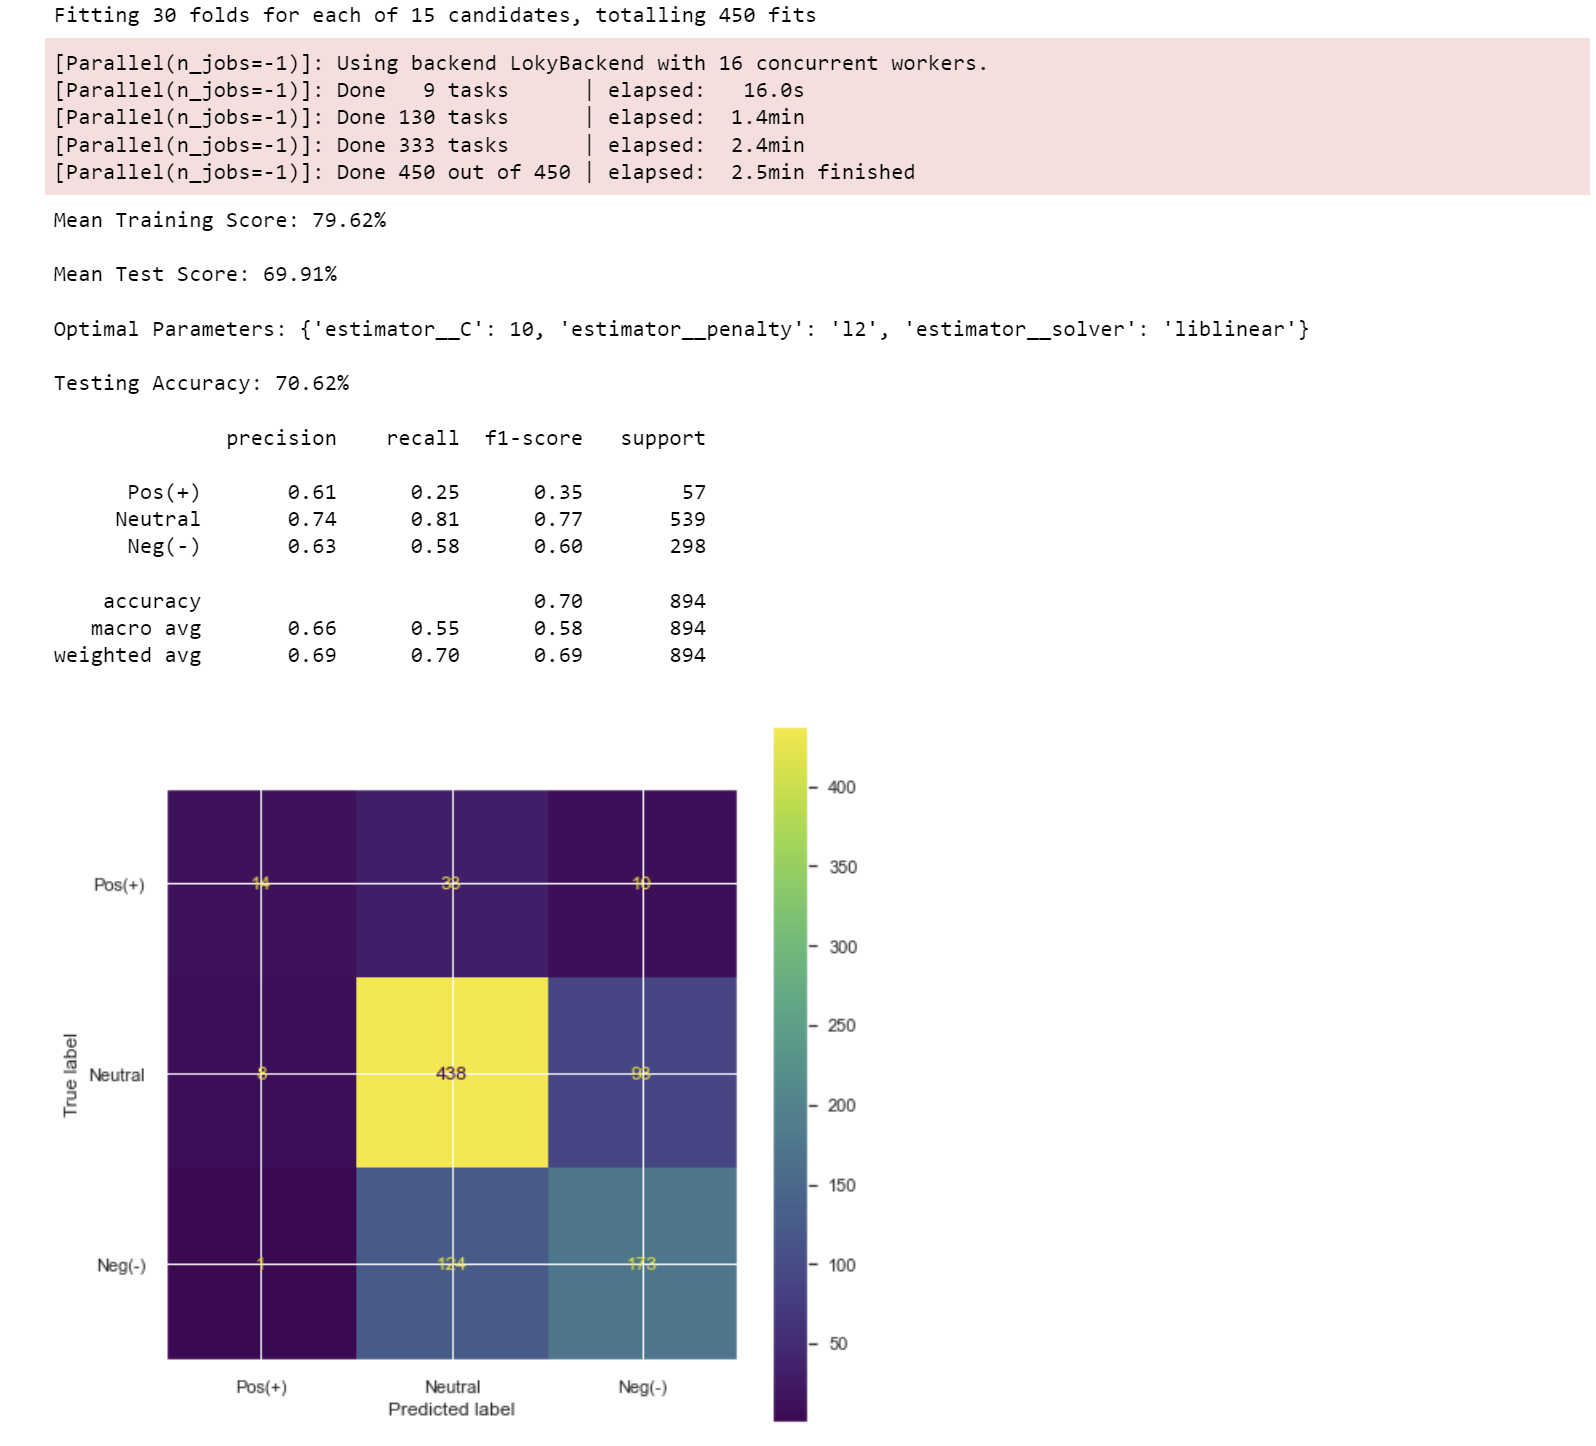 Fitting 30 folds for each of 15 candidates, totalling 450 fits
[Parallel(n_jobs=-1)]: Using backend LokyBackend with 16 concurrent workers.
[Parallel(n_jobs=-1)]: Done   9 tasks      | elapsed:   16.0s
[Parallel(n_jobs=-1)]: Done 130 tasks      | elapsed:  1.4min
[Parallel(n_jobs=-1)]: Done 333 tasks      | elapsed:  2.4min
[Parallel(n_jobs=-1)]: Done 450 out of 450 | elapsed:  2.5min finished
Mean Training Score: 79.62%
Mean Test Score: 69.91%
Optimal Parameters: {'estimator__C': 10, 'estimator__penalty': 'l2', 'estimator__solver': 'liblinear'}
Testing Accuracy: 70.62%
precision recall f1-score support
Pos(+) 0.61 0.25 0.35 57
Neutral 0.74 0.81 0.77 539
Neg(-) 0.63 0.58 0.60 298
accuracy 0.70 894
macro avg 0.66 0.55 0.58 894
weighted avg 0.69 0.70 0.69 894
Pos(+) 14 33 10
Neutral 8 438 93
Neg(-) 1 124 173
Pos(+) Neutral Neg(-)
Predicted label
True label
400
350
300
250
200
150
100
50